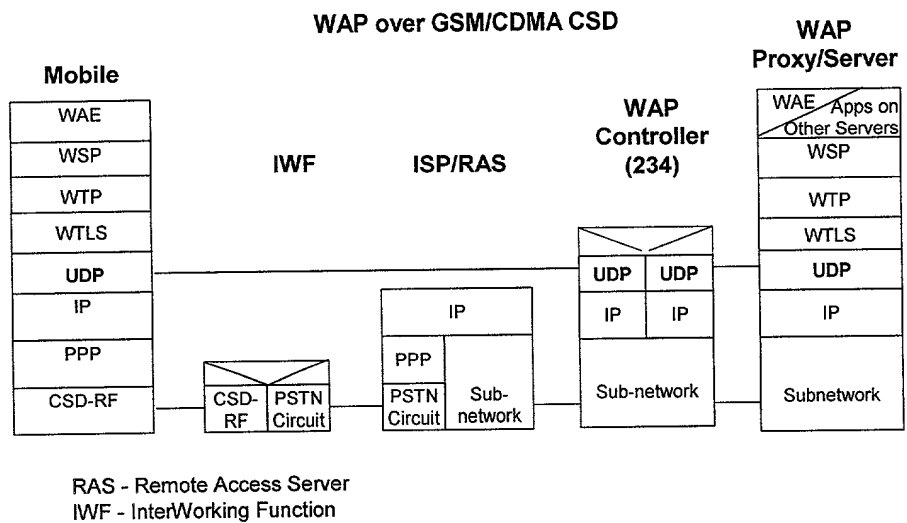 WAP over GSM/CDMA CSD
Mobile
WAE
WSP
WTP
WTLS
UDP
IP
PPP
CSD-RF
IWF
CSD-
RF
PSTN
Circuit
ISP/RAS
IP
PPP
PSTN
Circuit
Sub-
network
WAP
Controller
(234)
UDP
UDP
IP
IP
Sub-network
WAP
Proxy/Server
WAE
Apps on
Other Servers
WSP
WTP
WTLS
UDP
IP
Subnetwork
RAS - Remote Access Server
IWF - InterWorking Function